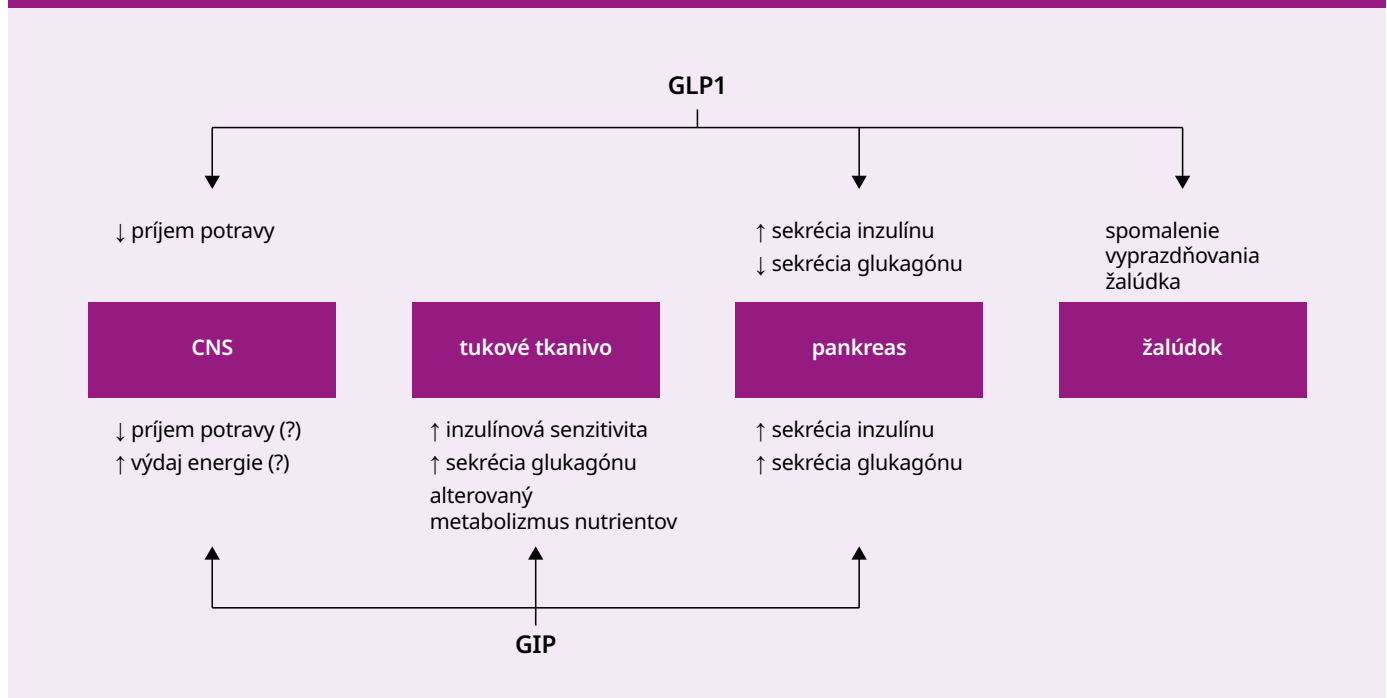 GLP1
↓ príjem potravy
↑ sekrécia inzulínu
↓ sekrécia glukagónu
spomalenie
vyprazdňovania
žalúdka
CNS
tukové tkanivo
pankreas
žalúdok
↓ príjem potravy (?)
↑ výdaj energie (?)
↑ inzulínová senzitivita
↑ sekrécia glukagónu
alterovaný
metabolizmus nutrientov
↑ sekrécia inzulínu
↑ sekrécia glukagónu
GIP